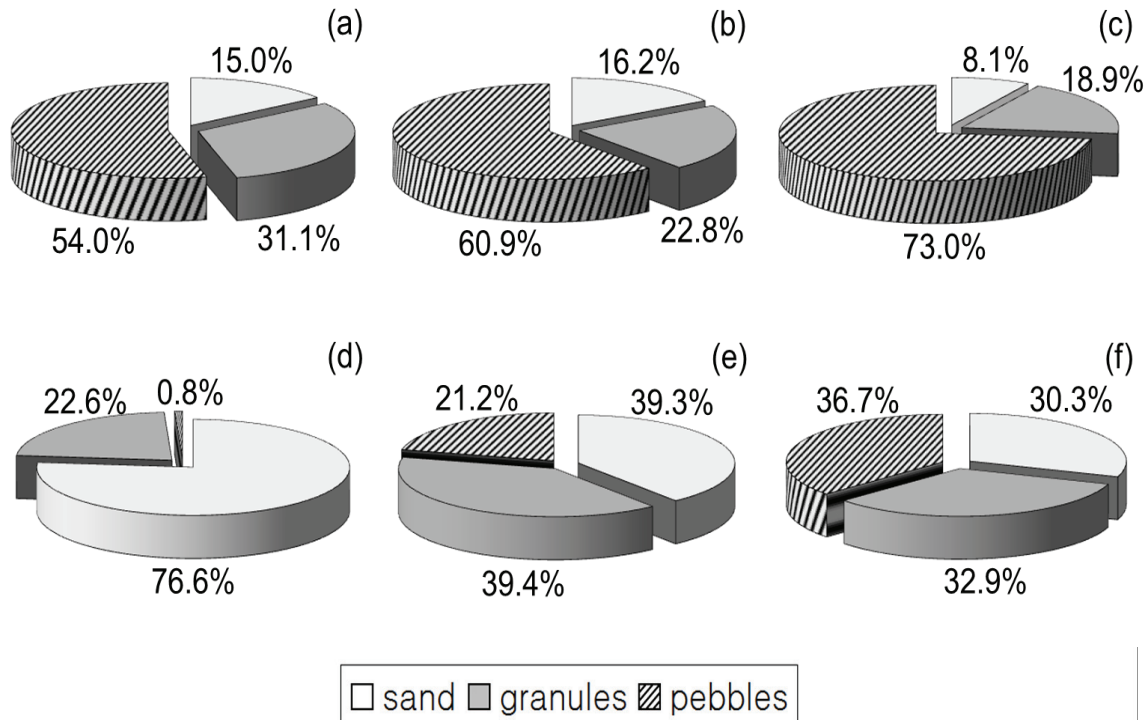 (a)
15.0%
54.0%
31.1%
(b)
16.2%
60.9%
22.8%
(c)
8.1%
18.9%
73.0%
(d)
22.6%
0.8%
76.6%
(e)
21.2%
39.3%
39.4%
(f)
36.7%
30.3%
32.9%
sand granules pebbles